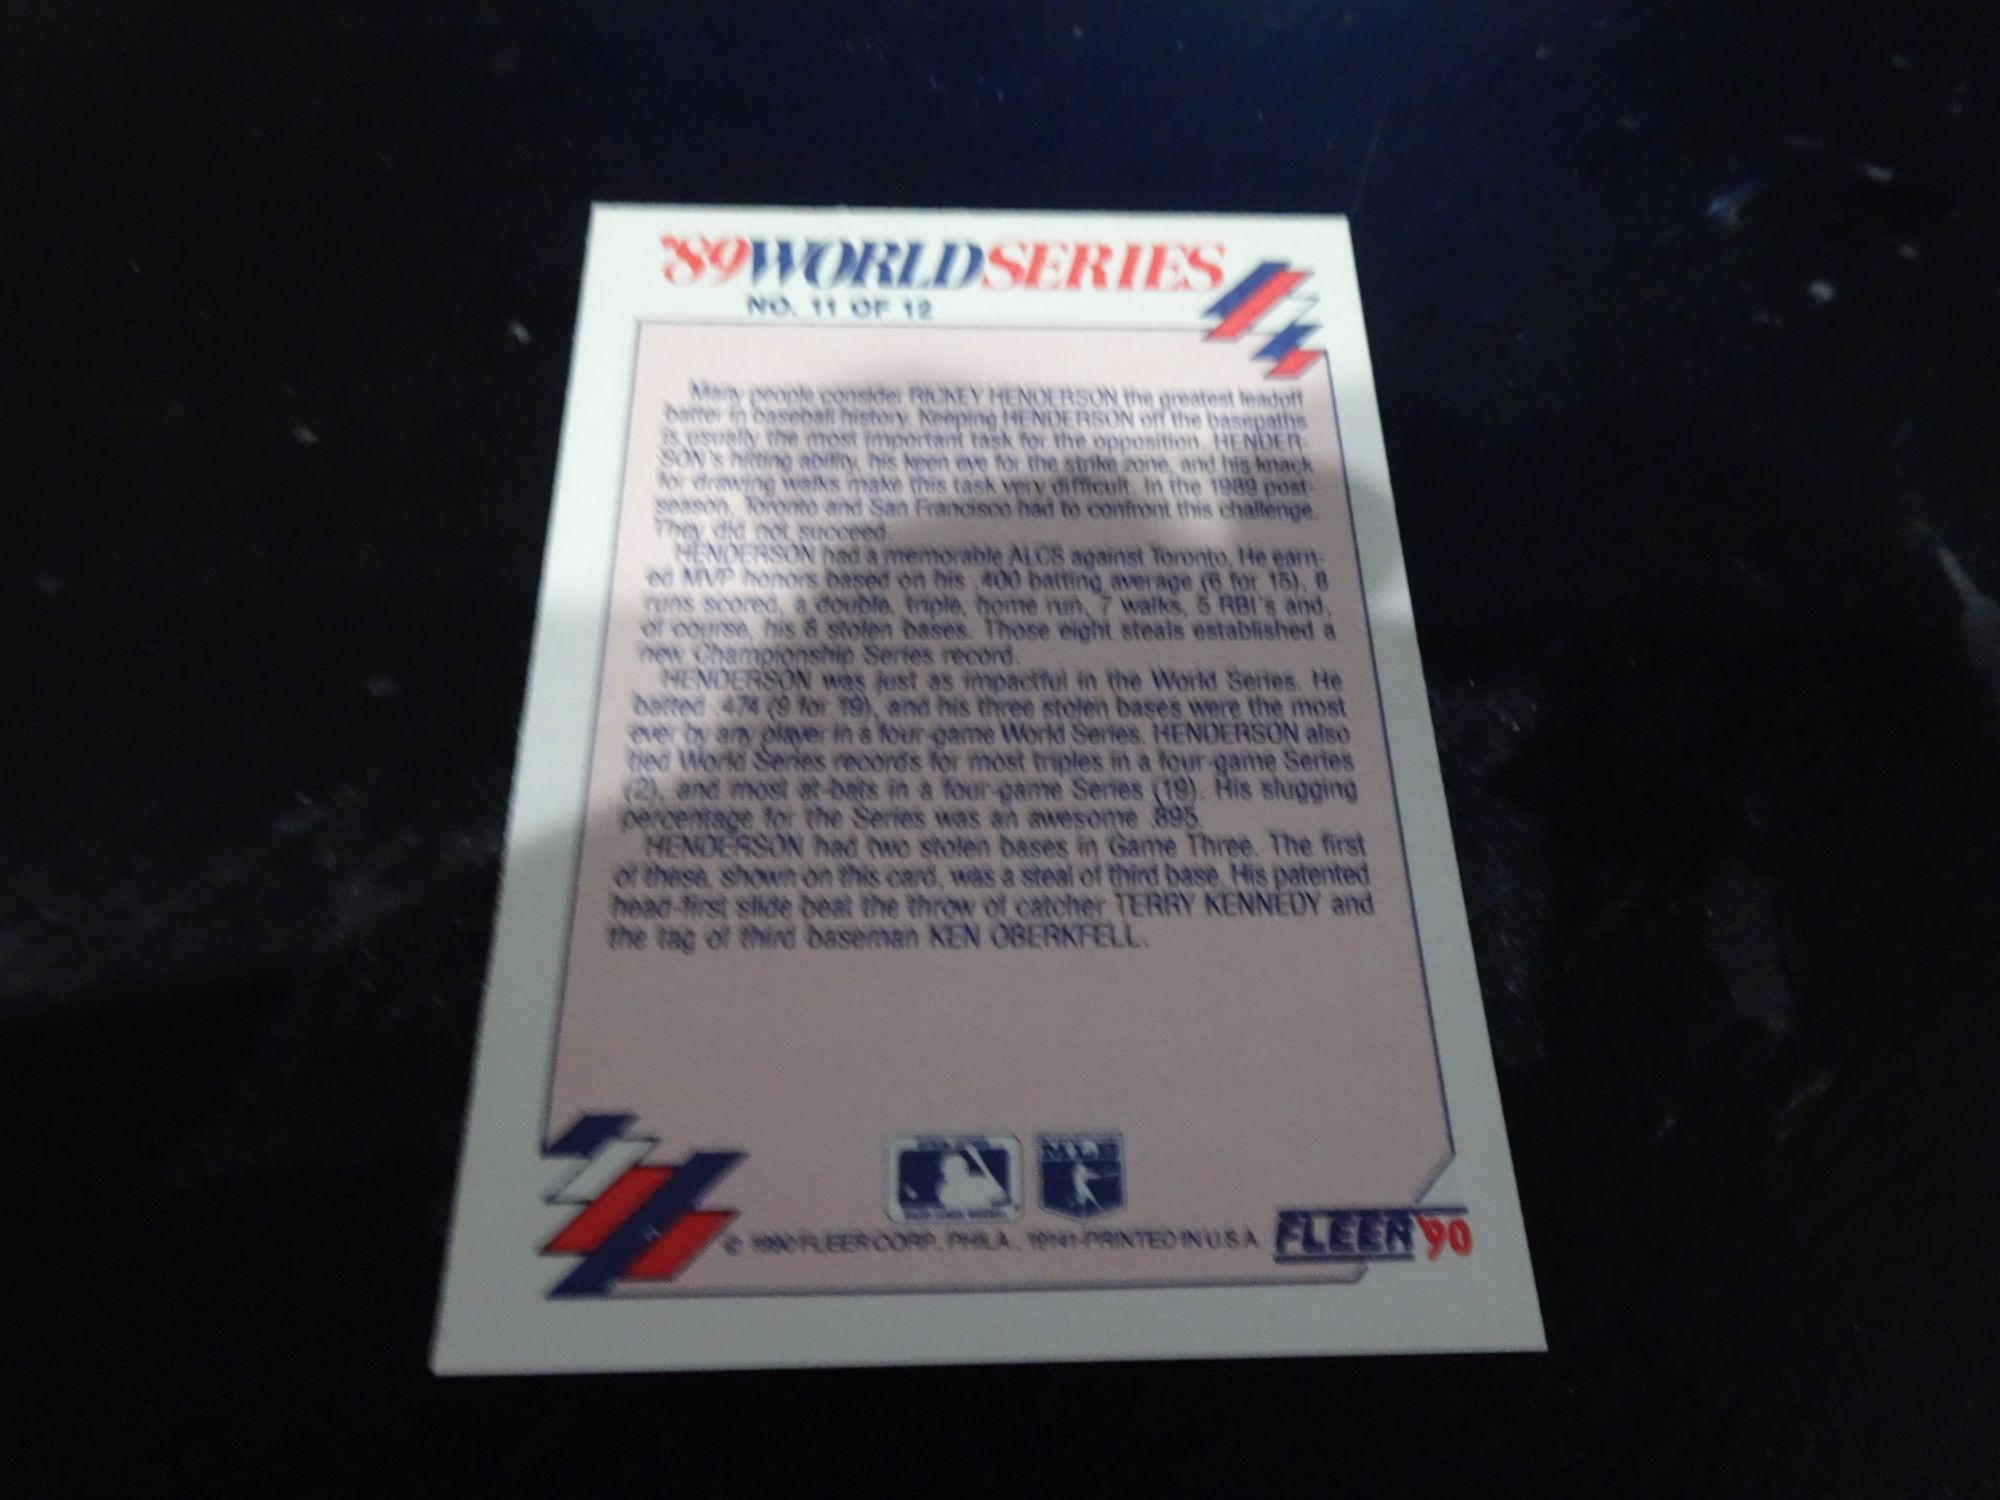 '89 WORLD SERIES
NO. 11 OF 12
Many people consider RICKEY HENDERSON the greatest leadoff
batter in baseball history. Keeping HENDERSON off the basepaths
is usually the most important task for the opposition. HENDER-
SON's hitting ability, his keen eye for the strike zone, and his knack
for drawing walks make this task very difficult. In the 1989 post-
season, Toronto and San Francisco had to confront this challenge.
They did not succeed.
HENDERSON had a memorable ALCS against Toronto. He earn-
ed MVP honors based on his .400 batting average (6 for 15), 8
runs scored, a double, triple, home run, 7 walks, 5 RBI's and,
of course, his 8 stolen bases. Those eight steals established a
new Championship Series record.
HENDERSON was just as impactful in the World Series. He
batted .474 (9 for 19), and his three stolen bases were the most
ever by any player in a four-game World Series. HENDERSON also
tied World Series records for most triples in a four-game Series
(2), and most at-bats in a four-game Series (19). His slugging
percentage for the Series was an awesome .895.
HENDERSON had two stolen bases in Game Three. The first
of these, shown on this card, was a steal of third base. His patented
head-first slide beat the throw of catcher TERRY KENNEDY and
the tag of third baseman KEN OBERKFELL.
© 1990 FLEER CORP., PHILA., 19141-PRINTED IN U.S.A.
FLEER '90